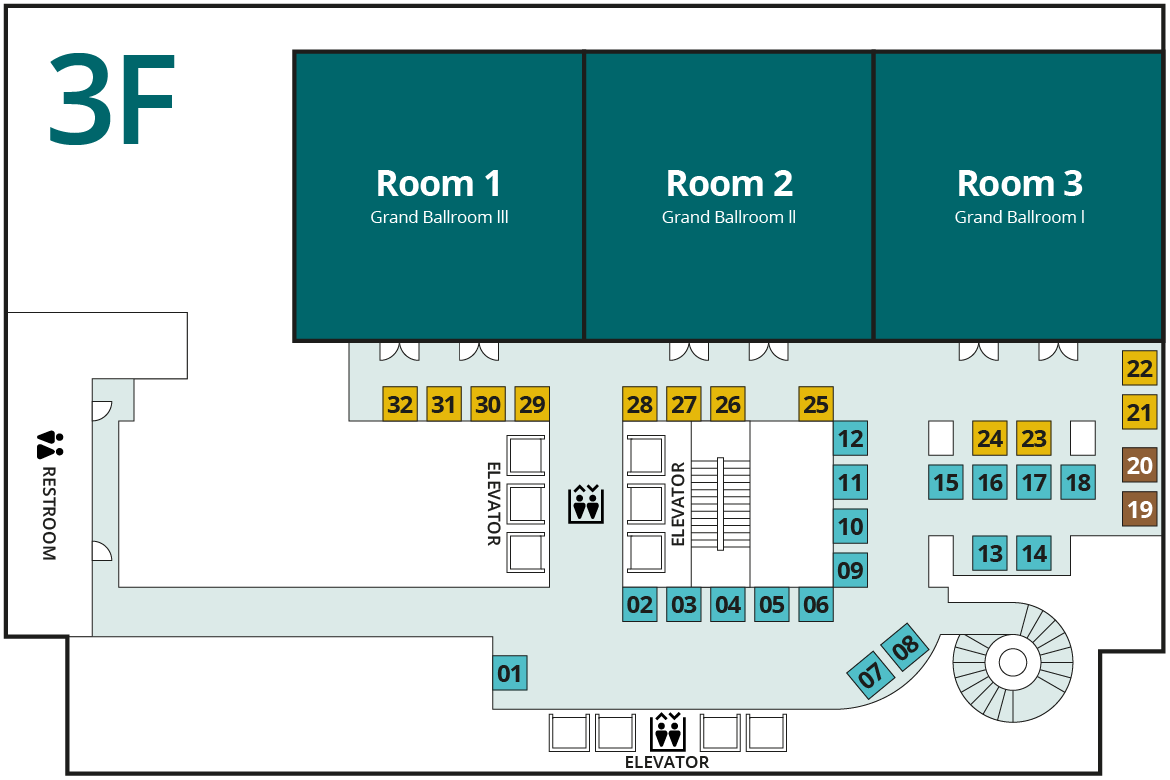 3F
Room 1
Grand Ballroom lll
Room 2
Grand Ballroom ll
Room 3
Grand Ballroom l
22
32 31 30 29 28 27 26 25
21
12
24 23
20
11
15 16 17 18
19
10
13 14
09
RESTROOM
ELEVATOR
ELEVATOR
02 03 04 05 06
08
07
01
ELEVATOR